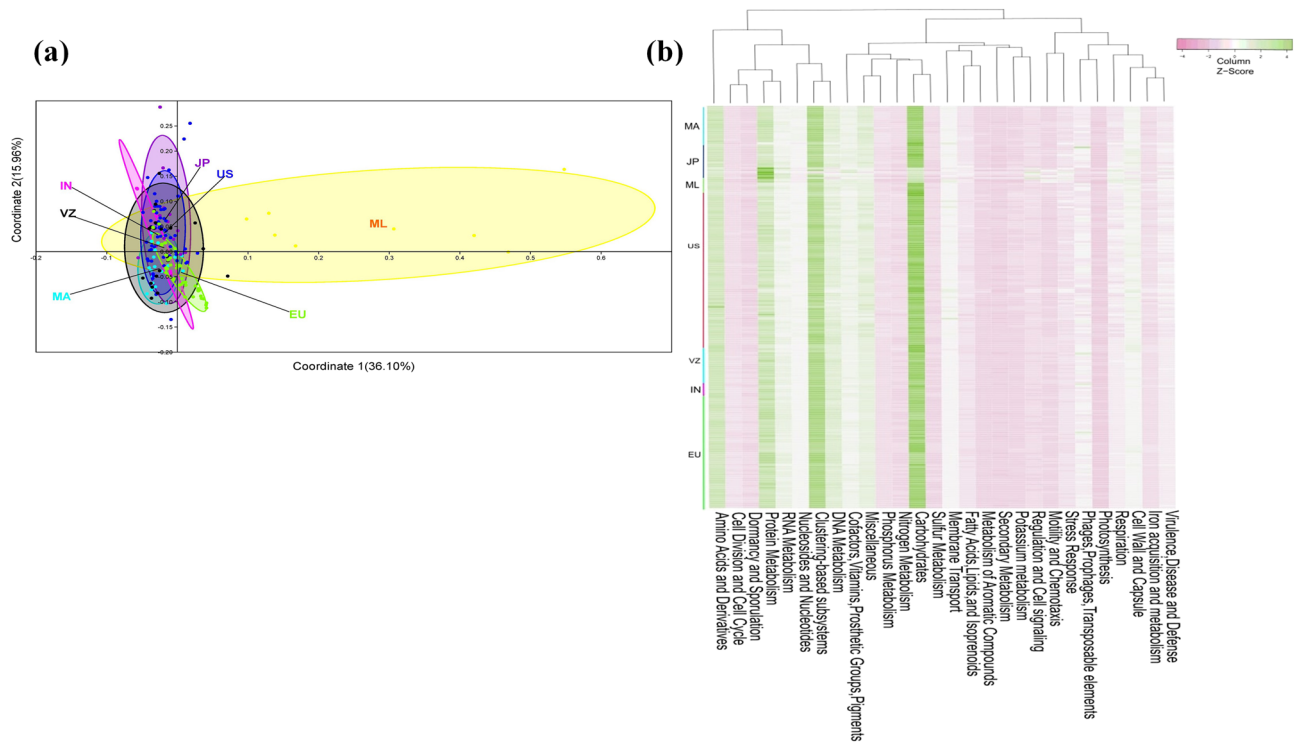 (a)
(b)
Coordinate 2(15.96%)
0.25
0.20
0.15
0.10
0.05
-0.15
-0.20
-0.2
-0.1
0.1
0.2
0.3
0.4
0.5
0.6
JP
US
IN
VZ
ML
MA
EU
Coordinate 1(36.10%)
-4 -2 0 2 4
Column
Z-Score
MA
JP
ML
US
VZ
IN
EU
Amino Acids and Derivatives
Cell Division and Cell Cycle
Dormancy and Sporulation
Protein Metabolism
RNA Metabolism
Nucleosides and Nucleotides
Clustering-based subsystems
DNA Metabolism
Cofactors,Vitamins,Prosthetic Groups,Pigments
Miscellaneous
Phosphorus Metabolism
Nitrogen Metabolism
Carbohydrates
Sulfur Metabolism
Membrane Transport
Fatty Acids,Lipids,and Isoprenoids
Metabolism of Aromatic Compounds
Secondary Metabolism
Potassium metabolism
Regulation and Cell signaling
Motility and Chemotaxis
Stress Response
Phages,Prophages,Transposable elements
Photosynthesis
Respiration
Cell Wall and Capsule
Iron acquisition and metabolism
Virulence,Disease and Defense